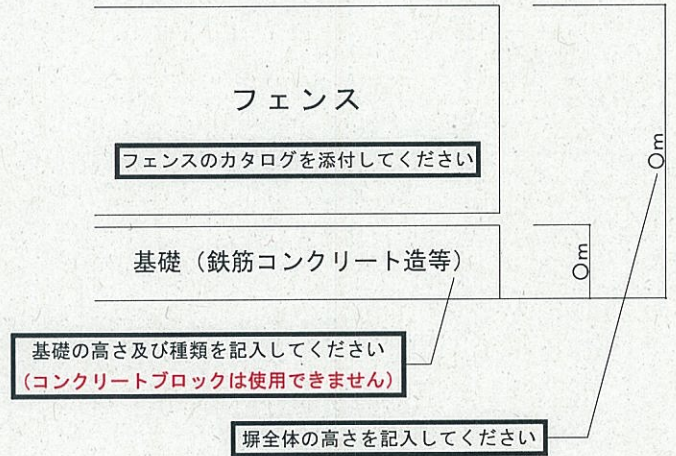 フェンス
フェンスのカタログを添付してください
〇m
基礎（鉄筋コンクリート造等）
〇m
基礎の高さ及び種類を記入してください
（コンクリートブロックは使用できません）
塀全体の高さを記入してください